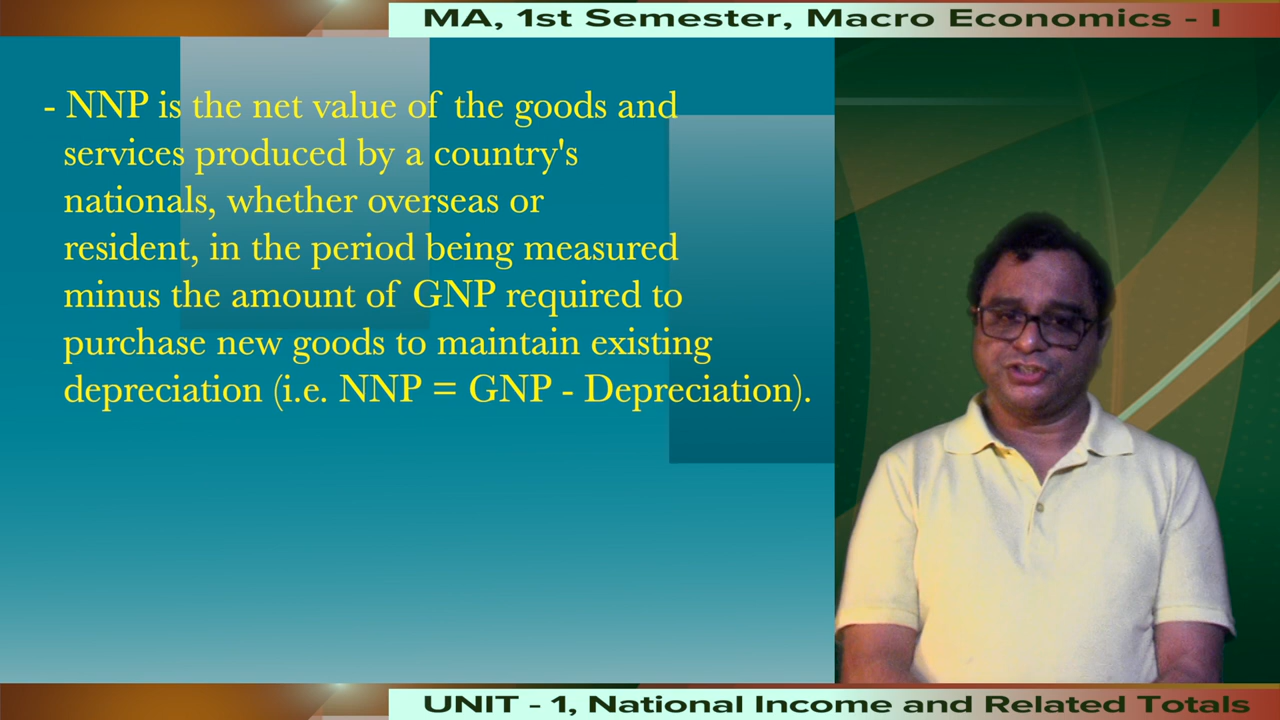 MA, 1st Semester, Macro Economics - I
- NNP is the net value of the goods and
services produced by a country's
nationals, whether overseas or
resident, in the period being measured
minus the amount of GNP required to
purchase new goods to maintain existing
depreciation (i.e. NNP = GNP - Depreciation).
UNIT - 1, National Income and Related Totals